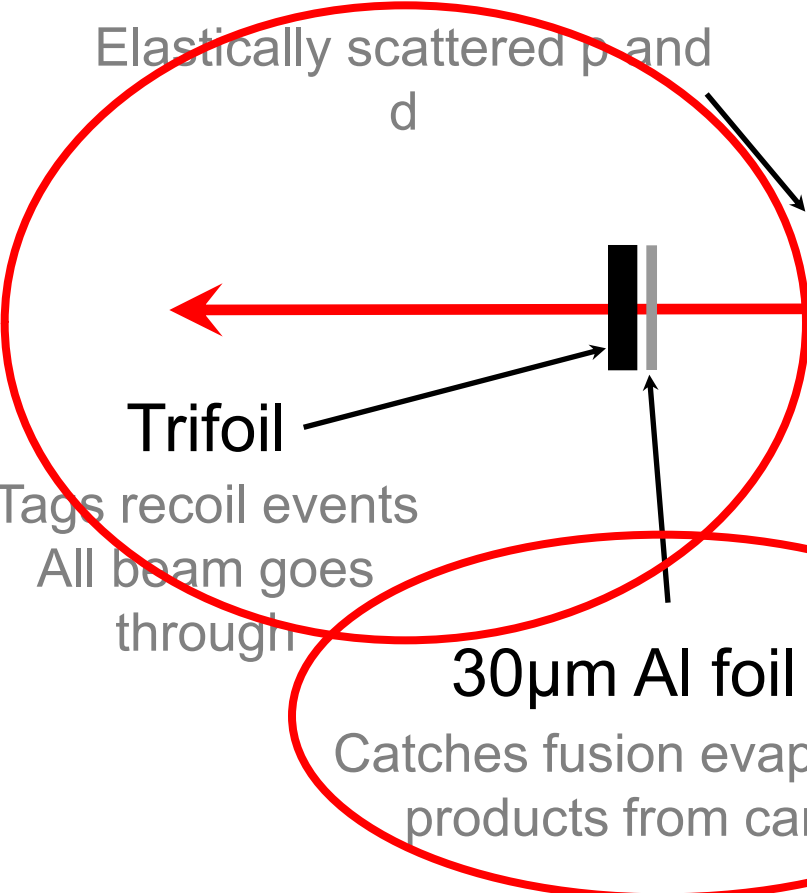 Elastically scattered p and
d
Trifoil
Tags recoil events
All beam goes
through
30μm Al foil
Catches fusion evap
products from car